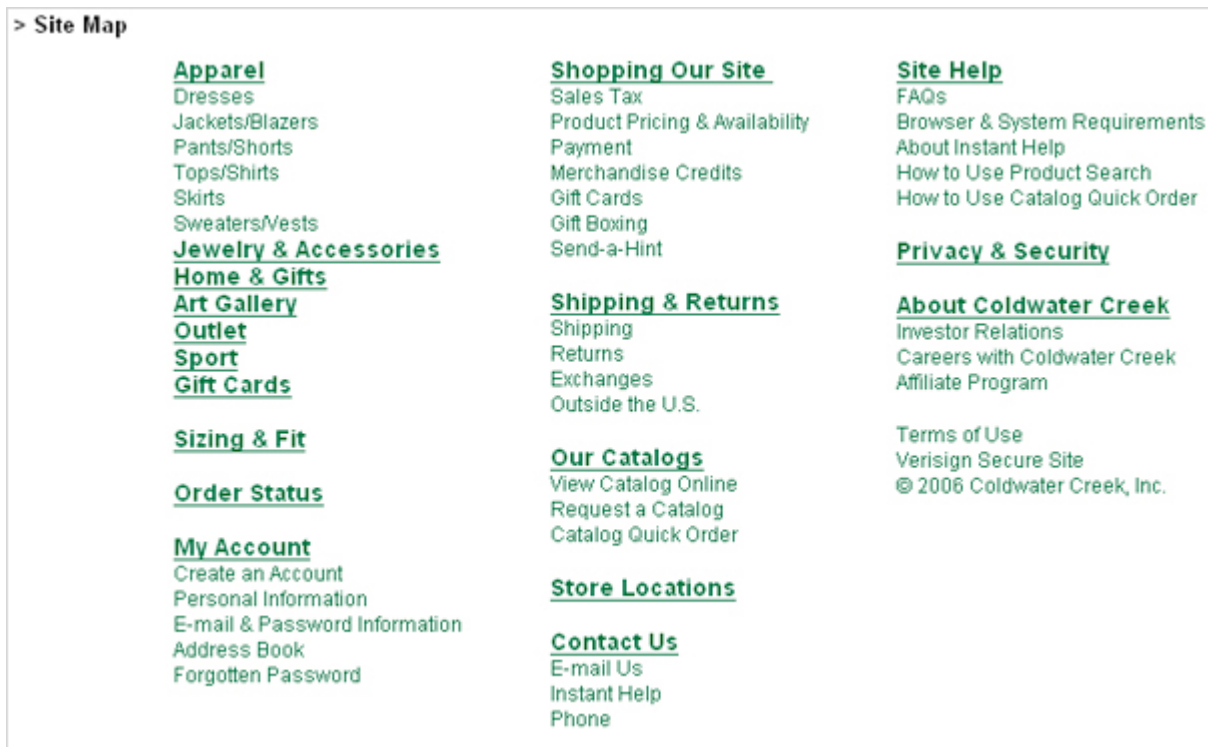 > Site Map
Apparel
Dresses
Jackets/Blazers
Pants/Shorts
Tops/Shirts
Skirts
Sweaters/Vests
Jewelry & Accessories
Home & Gifts
Art Gallery
Outlet
Sport
Gift Cards
Sizing & Fit
Order Status
My Account
Create an Account
Personal Information
E-mail & Password Information
Address Book
Forgotten Password
Shopping Our Site
Sales Tax
Product Pricing & Availability
Payment
Merchandise Credits
Gift Cards
Gift Boxing
Send-a-Hint
Shipping & Returns
Shipping
Returns
Exchanges
Outside the U.S.
Our Catalogs
View Catalog Online
Request a Catalog
Catalog Quick Order
Store Locations
Contact Us
E-mail Us
Instant Help
Phone
Site Help
FAQs
Browser & System Requirements
About Instant Help
How to Use Product Search
How to Use Catalog Quick Order
Privacy & Security
About Coldwater Creek
Investor Relations
Careers with Coldwater Creek
Affiliate Program
Terms of Use
Verisign Secure Site
© 2006 Coldwater Creek, Inc.